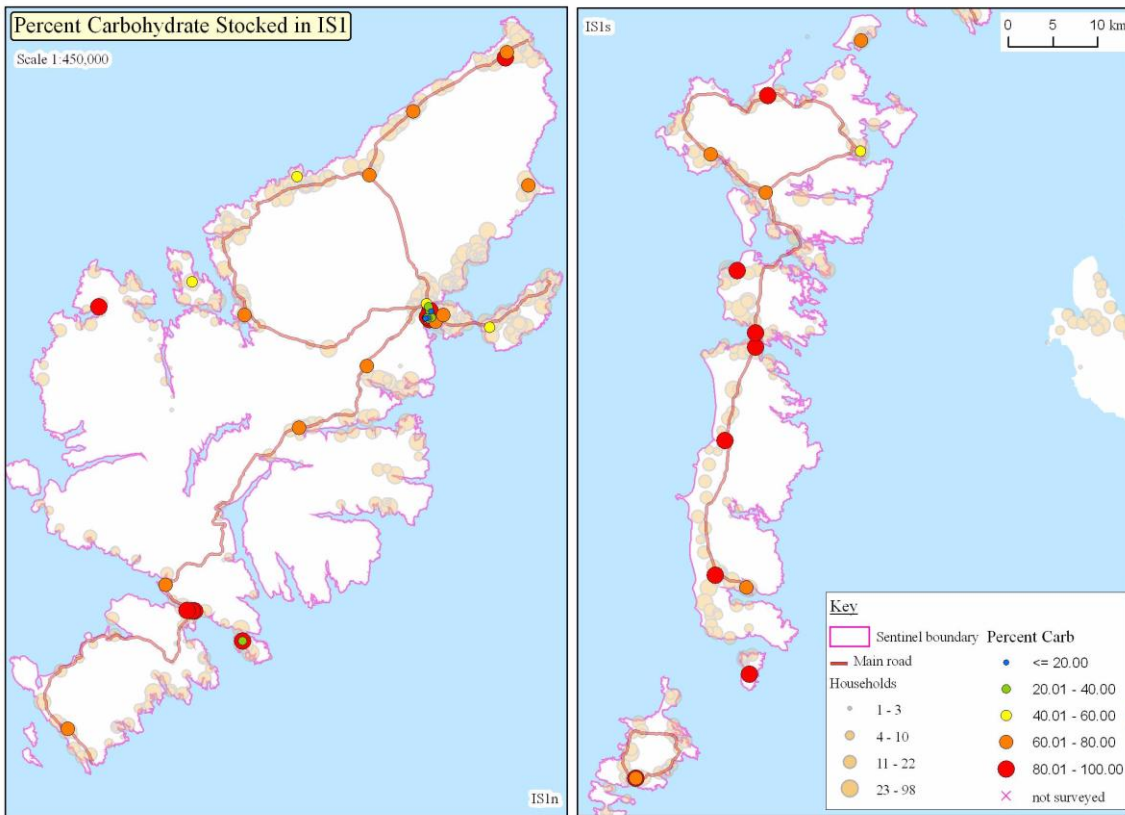 Percent Carbohydrate Stocked in IS1
Scale 1:450,000
IS1n
IS1s
0 5 10 km
Key
Sentinel boundary
Main road
Households
1 - 3
4 - 10
11 - 22
23 - 98
Percent Carb
<= 20.00
20.01 - 40.00
40.01 - 60.00
60.01 - 80.00
80.01 - 100.00
not surveyed